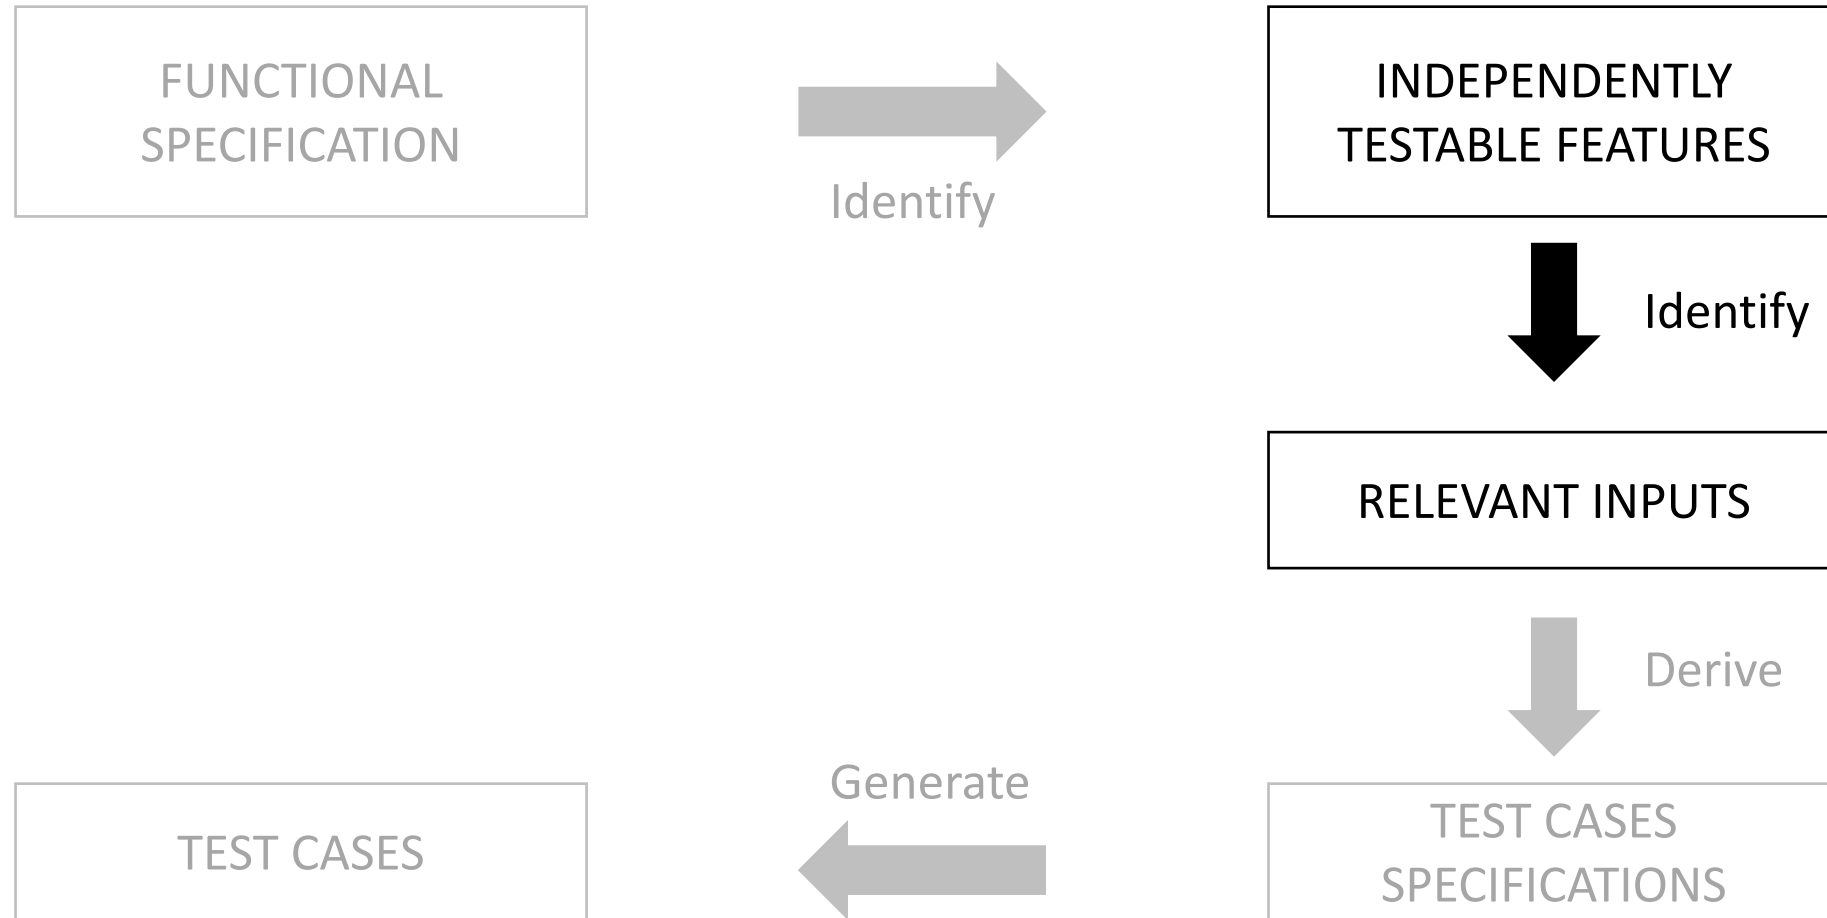 FUNCTIONAL
SPECIFICATION
Identify
INDEPENDENTLY
TESTABLE FEATURES
Identify
RELEVANT INPUTS
Derive
TEST CASES
SPECIFICATIONS
Generate
TEST CASES